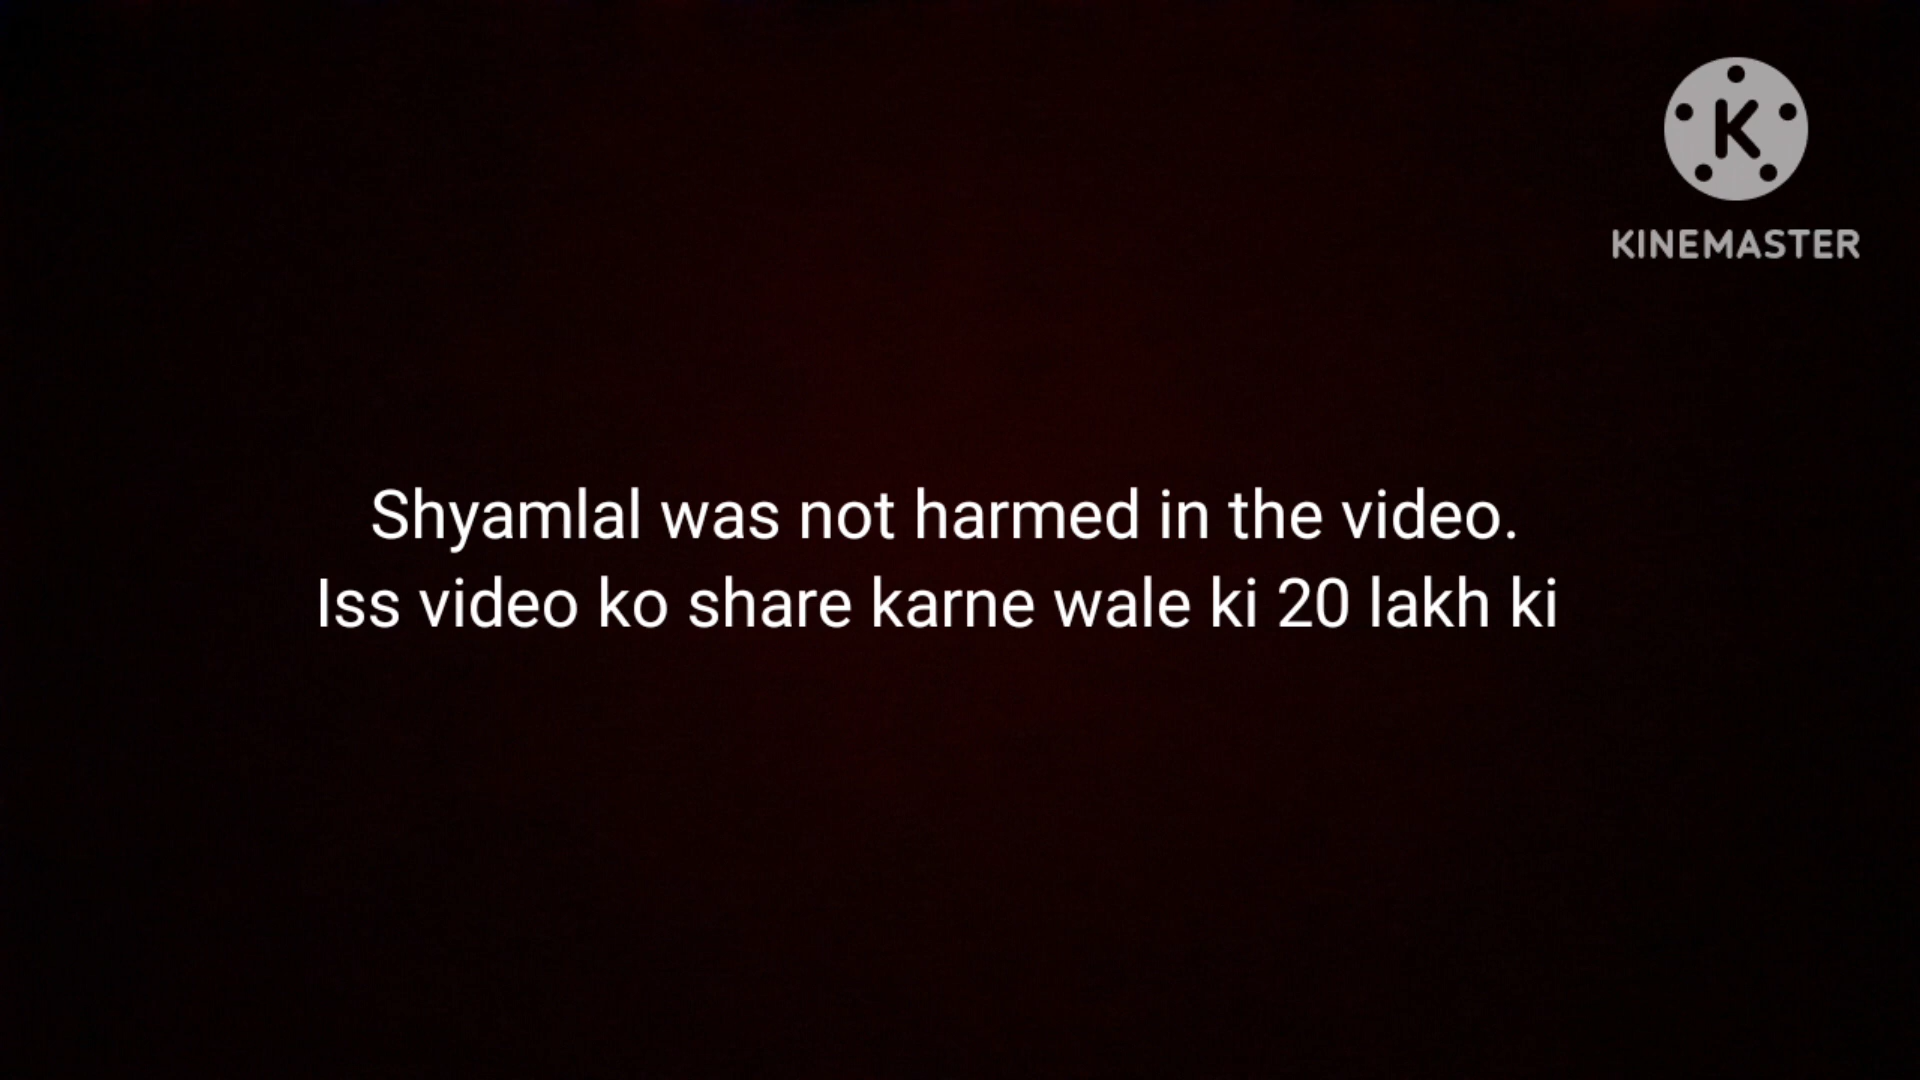 KINEMASTER
Shyamlal was not harmed in the video.
Iss video ko share karne wale ki 20 lakh ki